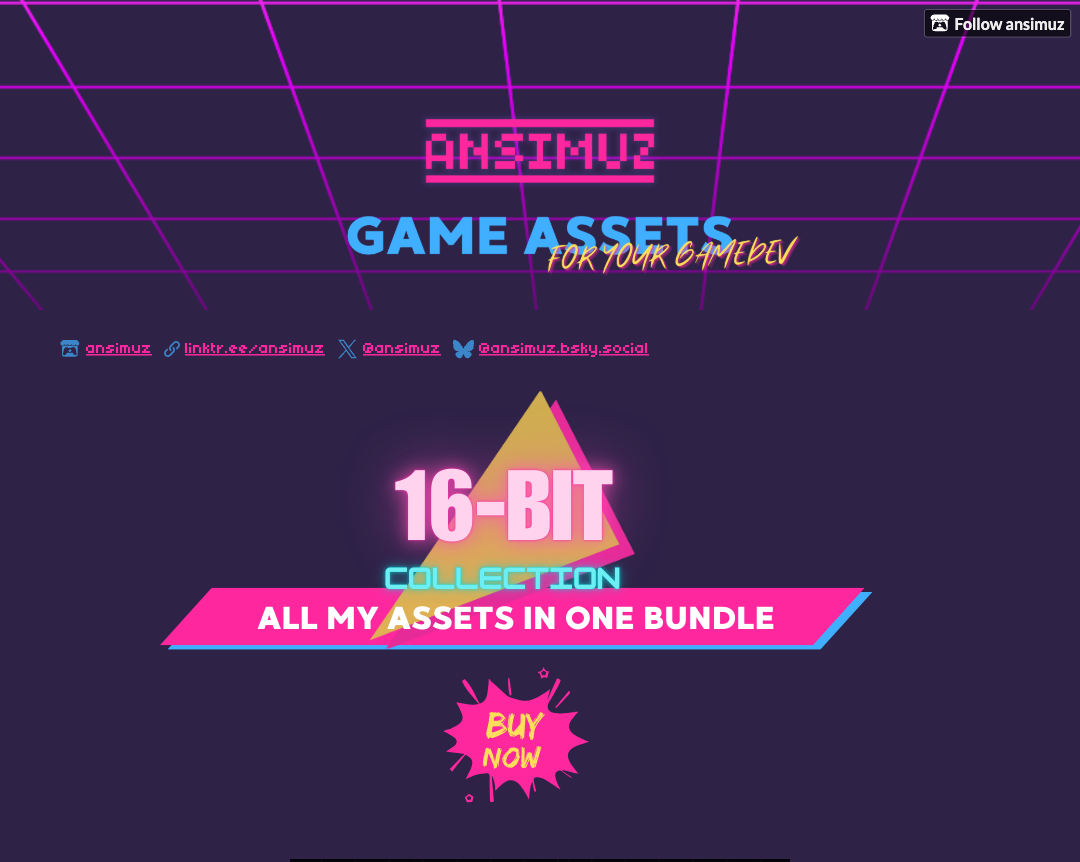 Follow ansimuz
ANSIMUZ
GAME ASSETS
FOR YOUR GAMEDEV
ansimuz linktr.ee/ansimuz @ansimuz @ansimuz.bsky.social
16-BIT
COLLECTION
ALL MY ASSETS IN ONE BUNDLE
BUY
NOW